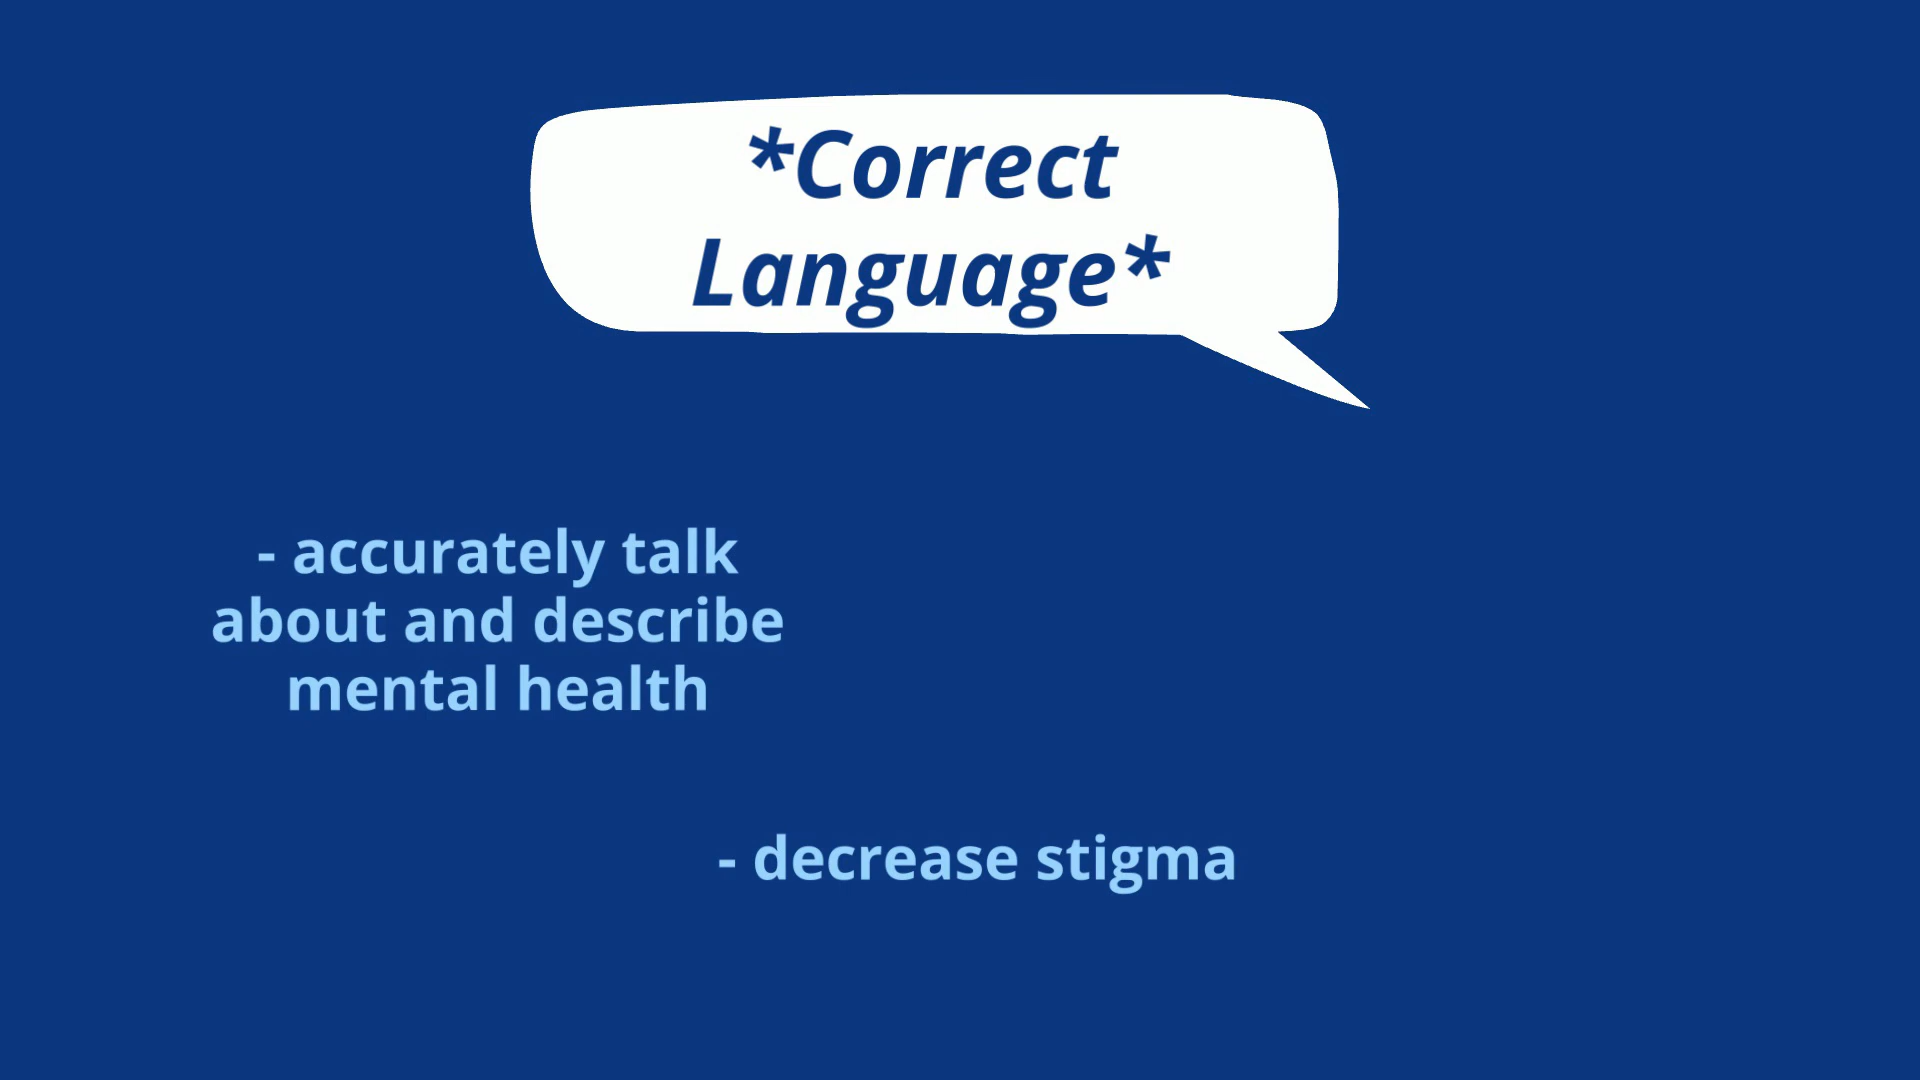 *Correct
Language*
- accurately talk
about and describe
mental health
- decrease stigma